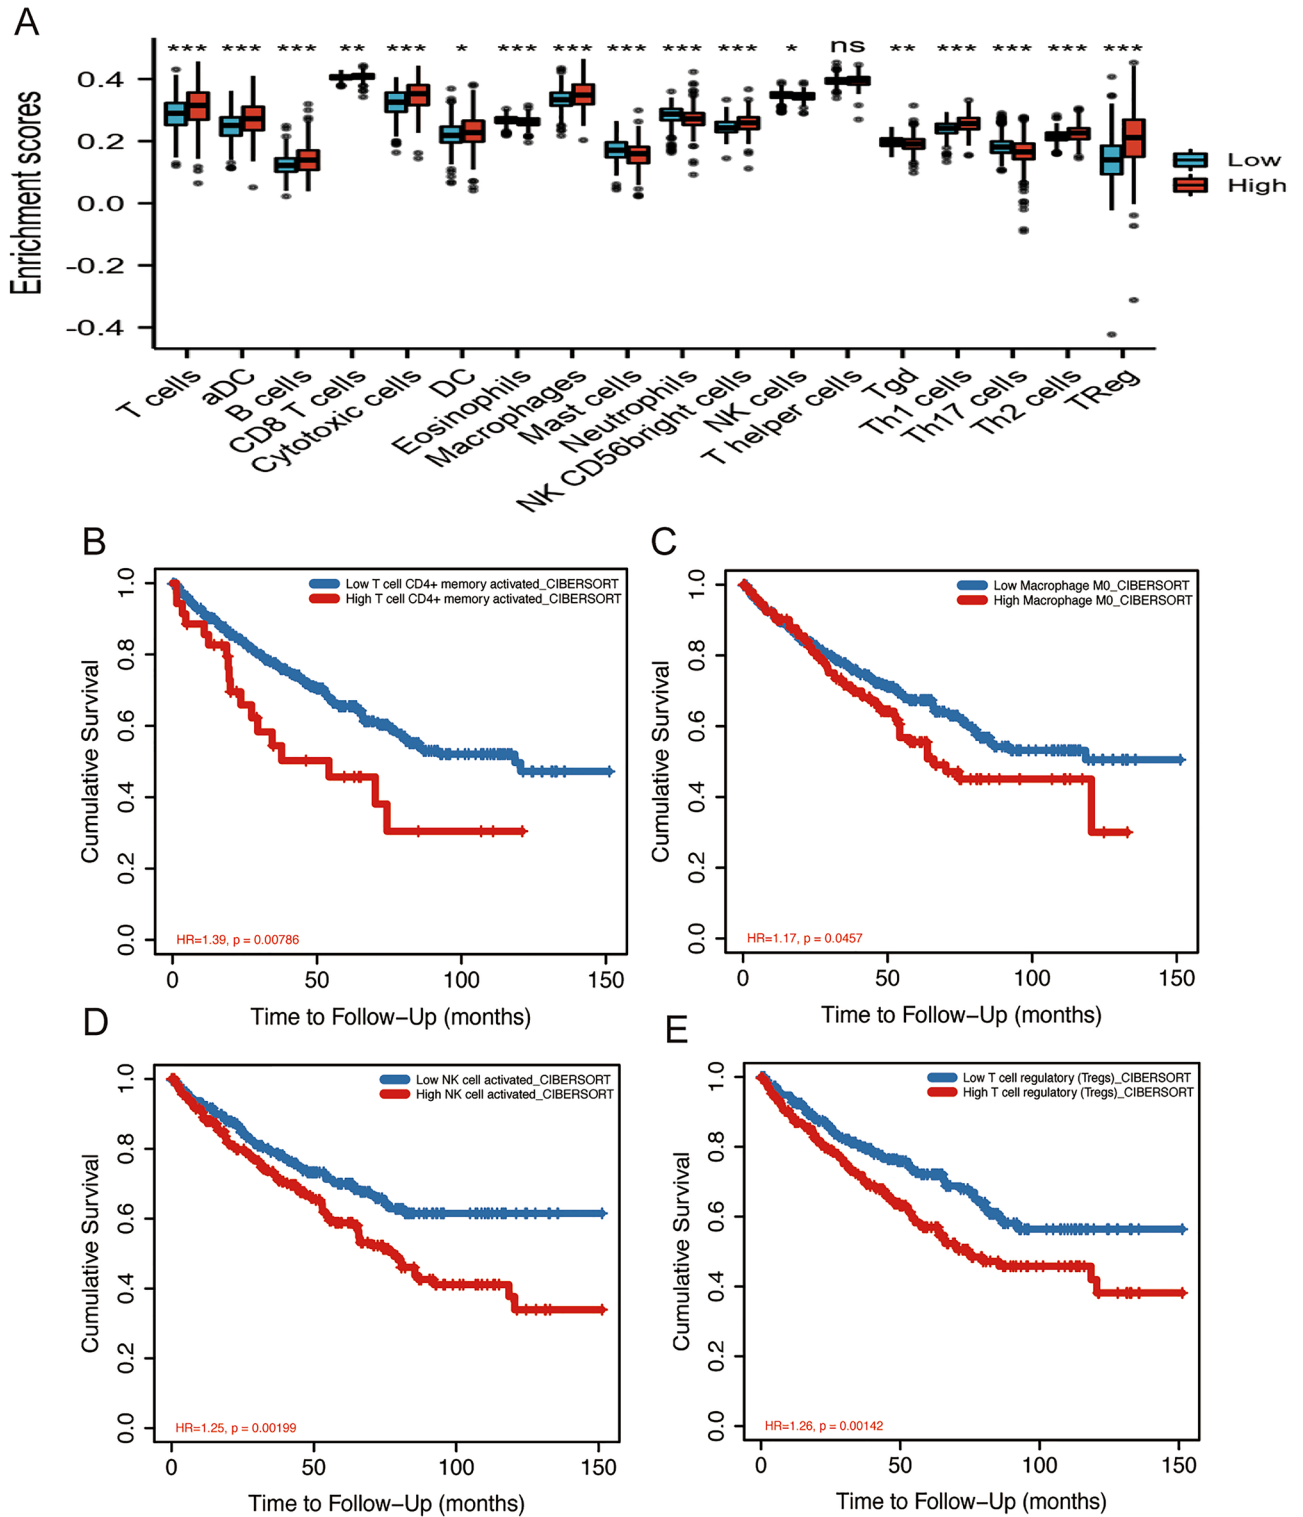 A
*** *** *** ** *** * *** *** *** *** *** * ns ** *** *** *** ***
Enrichment scores
0.4
0.2
0.0
-0.2
-0.4
Low
High
T cells
aDC
B cells
CD8 T cells
Cytotoxic cells
DC
Eosinophils
Macrophages
Mast cells
Neutrophils
NK CD56bright cells
NK cells
T helper cells
Tgd
Th1 cells
Th17 cells
Th2 cells
TReg
B
Low T cell CD4+ memory activated_CIBERSORT
High T cell CD4+ memory activated_CIBERSORT
Cumulative Survival
1.0
0.8
0.6
0.4
0.2
0.0
HR=1.39, p = 0.00786
0 50 100 150
Time to Follow−Up (months)
C
Low Macrophage M0_CIBERSORT
High Macrophage M0_CIBERSORT
Cumulative Survival
1.0
0.8
0.6
0.4
0.2
0.0
HR=1.17, p = 0.0457
0 50 100 150
Time to Follow−Up (months)
D
Low NK cell activated_CIBERSORT
High NK cell activated_CIBERSORT
Cumulative Survival
1.0
0.8
0.6
0.4
0.2
0.0
HR=1.25, p = 0.00199
0 50 100 150
Time to Follow−Up (months)
E
Low T cell regulatory (Tregs)_CIBERSORT
High T cell regulatory (Tregs)_CIBERSORT
Cumulative Survival
1.0
0.8
0.6
0.4
0.2
0.0
HR=1.26, p = 0.00142
0 50 100 150
Time to Follow−Up (months)